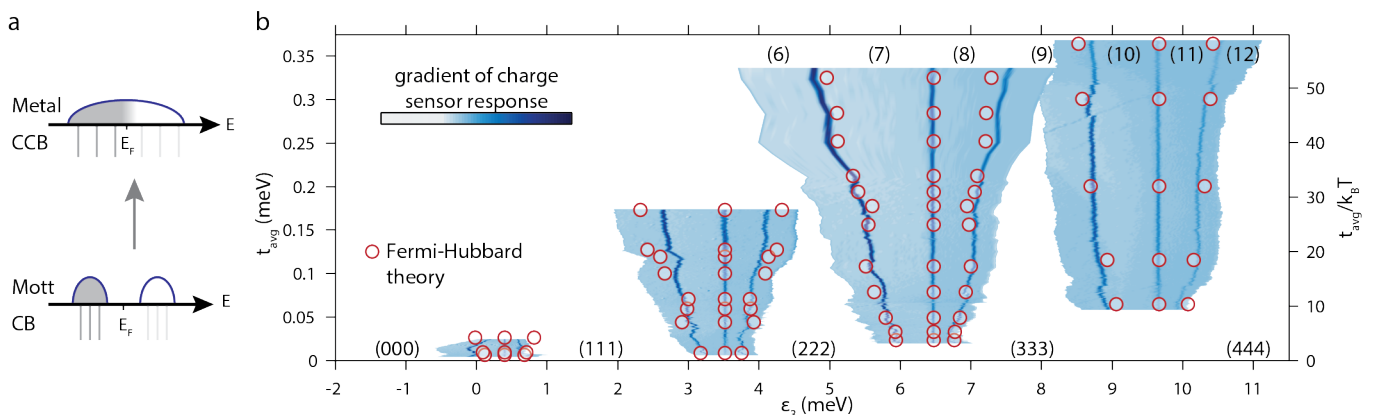 a
Metal
CCB
E
E_F
Mott
CB
E
E_F
b
t_avg (meV)
0.35
0.3
0.25
0.2
0.15
0.1
0.05
0
gradient of charge
sensor response
Fermi-Hubbard
theory
(6) (7) (8) (9) (10) (11) (12)
(000) (111) (222) (333) (444)
-2 -1 0 1 2 3 4 5 6 7 8 9 10 11
ε_3 (meV)
50
40
30
20
10
0
t_avg/k_BT